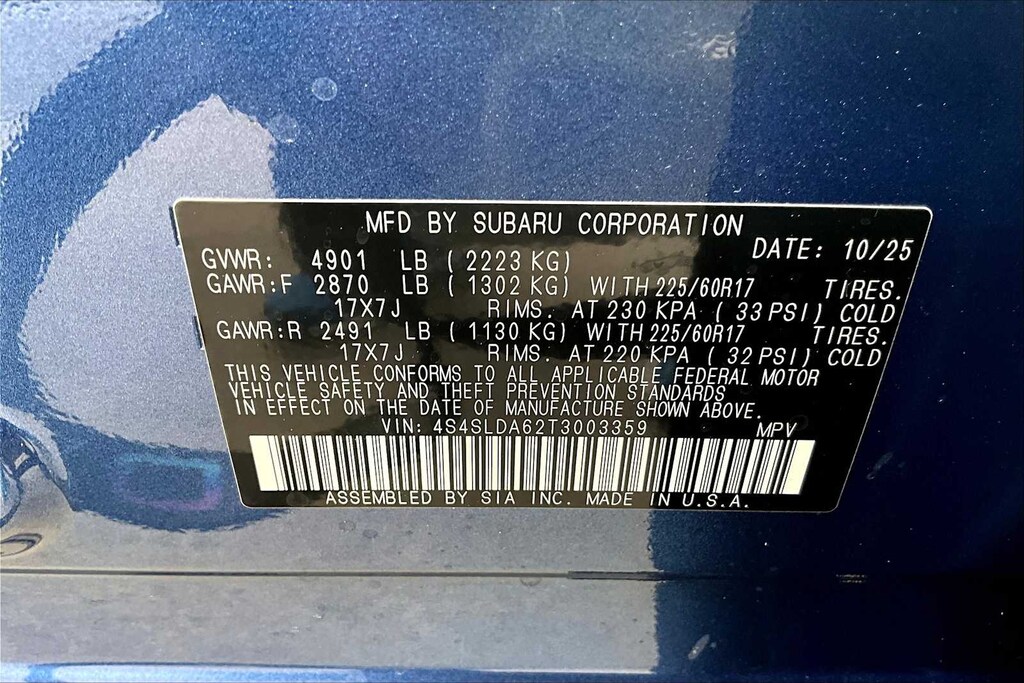 MFD BY SUBARU CORPORATION
DATE: 10/25
GVWR: 4901 LB ( 2223 KG)
GAWR:F 2870 LB ( 1302 KG) WITH 225/60R17 TIRES.
17X7J RIMS. AT 230 KPA ( 33 PSI) COLD
GAWR:R 2491 LB ( 1130 KG) WITH 225/60R17 TIRES.
17X7J RIMS. AT 220 KPA ( 32 PSI) COLD
THIS VEHICLE CONFORMS TO ALL APPLICABLE FEDERAL MOTOR
VEHICLE SAFETY AND THEFT PREVENTION STANDARDS
IN EFFECT ON THE DATE OF MANUFACTURE SHOWN ABOVE.
VIN: 4S4SLDA62T3003359 MPV
ASSEMBLED BY SIA INC. MADE IN U.S.A.